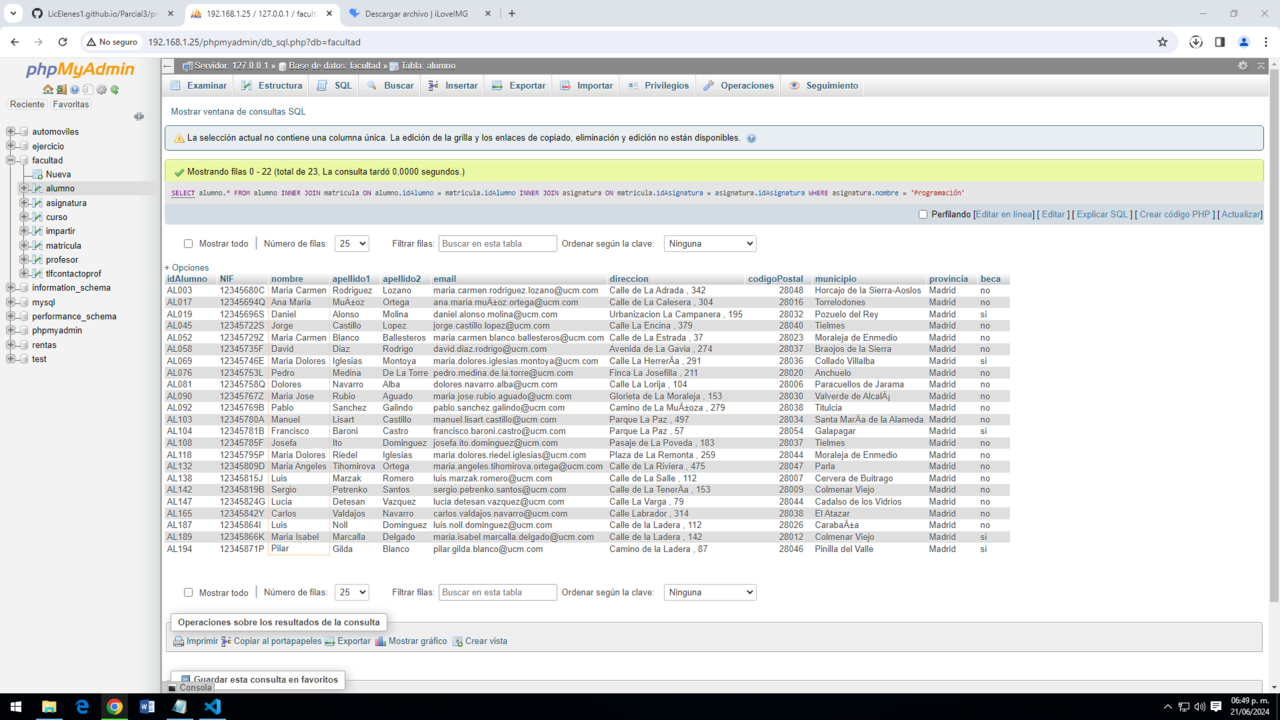 LicElenes1.github.io/Parcial3/pr
192.168.1.25 / 127.0.0.1 / facult
Descargar archivo | iLoveIMG
No seguro
192.168.1.25/phpmyadmin/db_sql.php?db=facultad
phpMyAdmin
Reciente
Favoritas
automoviles
ejercicio
facultad
Nueva
alumno
asignatura
curso
impartir
matricula
profesor
tlfcontactoprof
information_schema
mysql
performance_schema
phpmyadmin
rentas
test
Servidor: 127.0.0.1 » Base de datos: facultad » Tabla: alumno
Examinar Estructura SQL Buscar Insertar Exportar Importar Privilegios Operaciones Seguimiento
Mostrar ventana de consultas SQL
La selección actual no contiene una columna única. La edición de la grilla y los enlaces de copiado, eliminación y edición no están disponibles.
Mostrando filas 0 - 22 (total de 23, La consulta tardó 0,0000 segundos.)
SELECT alumno.* FROM alumno INNER JOIN matricula ON alumno.idAlumno = matricula.idAlumno INNER JOIN asignatura ON matricula.idAsignatura = asignatura.idAsignatura WHERE asignatura.nombre = 'Programación'
Perfilando [Editar en línea] [ Editar ] [ Explicar SQL ] [ Crear código PHP ] [ Actualizar]
Mostrar todo Número de filas: 25 Filtrar filas: Buscar en esta tabla Ordenar según la clave: Ninguna
+ Opciones
idAlumno NIF nombre apellido1 apellido2 email direccion codigoPostal municipio provincia beca
AL003 12345680C Maria Carmen Rodriguez Lozano maria.carmen.rodriguez.lozano@ucm.com Calle de La Adrada , 342 28048 Horcajo de la Sierra-Aoslos Madrid no
AL017 12345694Q Ana Maria MuÃ±oz Ortega ana.maria.muÃ±oz.ortega@ucm.com Calle de La Calesera , 304 28016 Torrelodones Madrid no
AL019 12345696S Daniel Alonso Molina daniel.alonso.molina@ucm.com Urbanizacion La Campanera , 195 28032 Pozuelo del Rey Madrid si
AL045 12345722S Jorge Castillo Lopez jorge.castillo.lopez@ucm.com Calle La Encina , 379 28040 Tielmes Madrid no
AL052 12345729Z Maria Carmen Blanco Ballesteros maria.carmen.blanco.ballesteros@ucm.com Calle de La Estrada , 37 28023 Moraleja de Enmedio Madrid no
AL058 12345735F David Diaz Rodrigo david.diaz.rodrigo@ucm.com Avenida de La Gavia , 274 28037 Braojos de la Sierra Madrid no
AL069 12345746E Maria Dolores Iglesias Montoya maria.dolores.iglesias.montoya@ucm.com Calle La HerrerÃa , 291 28036 Collado Villalba Madrid si
AL076 12345753L Pedro Medina De La Torre pedro.medina.de.la.torre@ucm.com Finca La Josefilla , 211 28020 Anchuelo Madrid no
AL081 12345758Q Dolores Navarro Alba dolores.navarro.alba@ucm.com Calle La Lorija , 104 28006 Paracuellos de Jarama Madrid no
AL090 12345767Z Maria Jose Rubio Aguado maria.jose.rubio.aguado@ucm.com Glorieta de La Moraleja , 153 28030 Valverde de AlcalÃ¡ Madrid no
AL092 12345769B Pablo Sanchez Galindo pablo.sanchez.galindo@ucm.com Camino de La MuÃ±oza , 279 28038 Titulcia Madrid no
AL103 12345780A Manuel Lisart Castillo manuel.lisart.castillo@ucm.com Parque La Paz , 497 28034 Santa MarÃa de la Alameda Madrid no
AL104 12345781B Francisco Baroni Castro francisco.baroni.castro@ucm.com Parque La Paz , 57 28054 Galapagar Madrid si
AL108 12345785F Josefa Ito Dominguez josefa.ito.dominguez@ucm.com Pasaje de La Poveda , 183 28037 Tielmes Madrid no
AL118 12345795P Maria Dolores Riedel Iglesias maria.dolores.riedel.iglesias@ucm.com Plaza de La Remonta , 259 28044 Moraleja de Enmedio Madrid no
AL132 12345809D Maria Angeles Tihomirova Ortega maria.angeles.tihomirova.ortega@ucm.com Calle de La Riviera , 475 28047 Parla Madrid no
AL138 12345815J Luis Marzak Romero luis.marzak.romero@ucm.com Calle de La Salle , 112 28007 Cervera de Buitrago Madrid no
AL142 12345819B Sergio Petrenko Santos sergio.petrenko.santos@ucm.com Calle de La TenerÃa , 153 28009 Colmenar Viejo Madrid no
AL147 12345824G Lucia Detesan Vazquez lucia.detesan.vazquez@ucm.com Calle La Varga , 79 28044 Cadalso de los Vidrios Madrid no
AL165 12345842Y Carlos Valdajos Navarro carlos.valdajos.navarro@ucm.com Calle Labrador , 314 28038 El Atazar Madrid no
AL187 12345864I Luis Noll Dominguez luis.noll.dominguez@ucm.com Calle de la Ladera , 112 28026 CarabaÃ±a Madrid no
AL189 12345866K Maria Isabel Marcalla Delgado maria.isabel.marcalla.delgado@ucm.com Calle de la Ladera , 142 28012 Colmenar Viejo Madrid si
AL194 12345871P Pilar Gilda Blanco pilar.gilda.blanco@ucm.com Camino de la Ladera , 87 28046 Pinilla del Valle Madrid si
Mostrar todo Número de filas: 25 Filtrar filas: Buscar en esta tabla Ordenar según la clave: Ninguna
Operaciones sobre los resultados de la consulta
Imprimir Copiar al portapapeles Exportar Mostrar gráfico Crear vista
Guardar esta consulta en favoritos
Consola
06:49 p. m.
21/06/2024